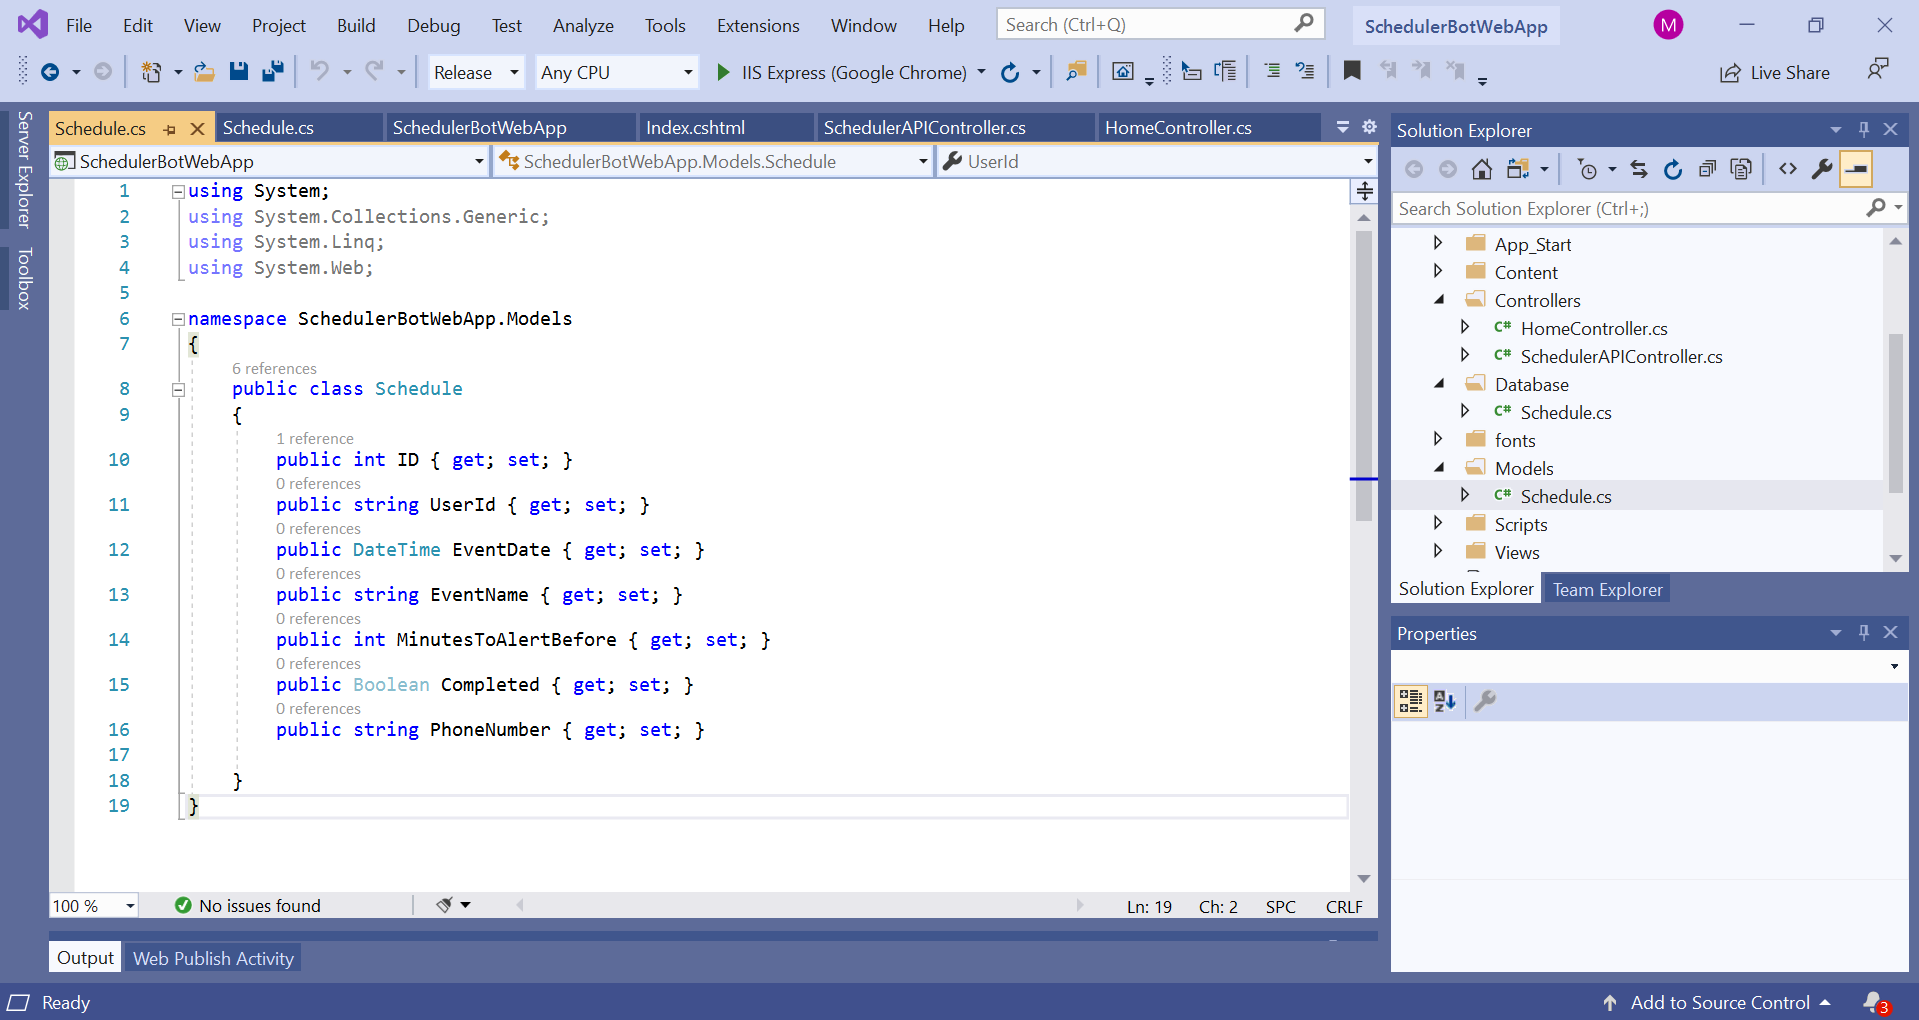 File Edit View Project Build Debug Test Analyze Tools Extensions Window Help Search (Ctrl+Q) SchedulerBotWebApp M
Release Any CPU IIS Express (Google Chrome) Live Share
Server Explorer
Toolbox
Schedule.cs Schedule.cs SchedulerBotWebApp Index.cshtml SchedulerAPIController.cs HomeController.cs
SchedulerBotWebApp SchedulerBotWebApp.Models.Schedule UserId
1 using System;
2 using System.Collections.Generic;
3 using System.Linq;
4 using System.Web;
5
6 namespace SchedulerBotWebApp.Models
7 {
6 references
8 public class Schedule
9 {
1 reference
10 public int ID { get; set; }
0 references
11 public string UserId { get; set; }
0 references
12 public DateTime EventDate { get; set; }
0 references
13 public string EventName { get; set; }
0 references
14 public int MinutesToAlertBefore { get; set; }
0 references
15 public Boolean Completed { get; set; }
0 references
16 public string PhoneNumber { get; set; }
17
18 }
19 }
100 % No issues found Ln: 19 Ch: 2 SPC CRLF
Output Web Publish Activity
Solution Explorer
Search Solution Explorer (Ctrl+;)
App_Start
Content
Controllers
C# HomeController.cs
C# SchedulerAPIController.cs
Database
C# Schedule.cs
fonts
Models
C# Schedule.cs
Scripts
Views
Solution Explorer Team Explorer
Properties
Ready Add to Source Control 3